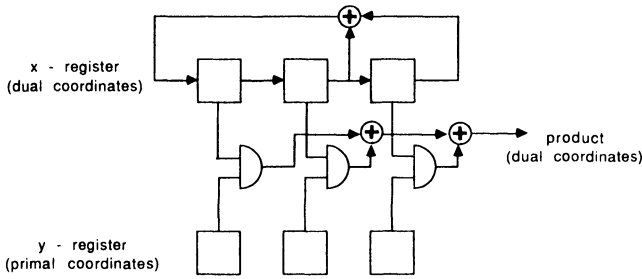 x - register
(dual coordinates)
product
(dual coordinates)
y - register
(primal coordinates)